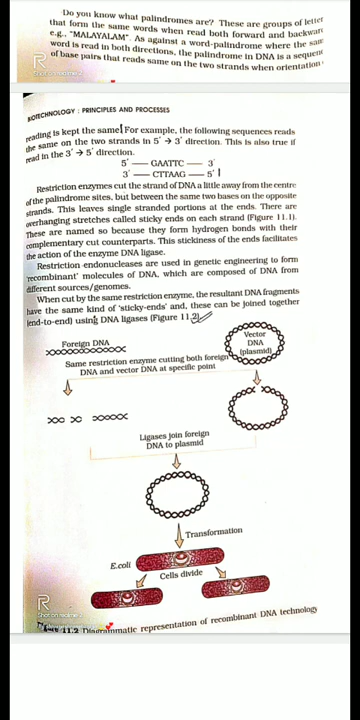 Do you know what palindromes are? These are groups of letter
that form the same words when read both forward and backwar
e.g., "MALAYALAM". As against a word-palindrome where the sam
word is read in both directions, the palindrome in DNA is a sequenc
of base pairs that reads same on the two strands when orientation
R
Shot on realme
BIOTECHNOLOGY : PRINCIPLES AND PROCESSES
reading is kept the same. For example, the following sequences reads
the same on the two strands in 5' → 3' direction. This is also true if
read in the 3' → 5' direction.
5' — GAATTC — 3'
3' — CTTAAG — 5'
Restriction enzymes cut the strand of DNA a little away from the centre
of the palindrome sites, but between the same two bases on the opposite
strands. This leaves single stranded portions at the ends. There are
overhanging stretches called sticky ends on each strand (Figure 11.1).
These are named so because they form hydrogen bonds with their
complementary cut counterparts. This stickiness of the ends facilitates
the action of the enzyme DNA ligase.
Restriction endonucleases are used in genetic engineering to form
'recombinant' molecules of DNA, which are composed of DNA from
different sources/genomes.
When cut by the same restriction enzyme, the resultant DNA fragments
have the same kind of 'sticky-ends' and, these can be joined together
(end-to-end) using DNA ligases (Figure 11.2).
Foreign DNA
Vector
DNA
(plasmid)
Same restriction enzyme cutting both foreign
DNA and vector DNA at specific point
Ligases join foreign
DNA to plasmid
Transformation
E.coli
Cells divide
R
Shot on realme
Figure 11.2 Diagrammatic representation of recombinant DNA technology